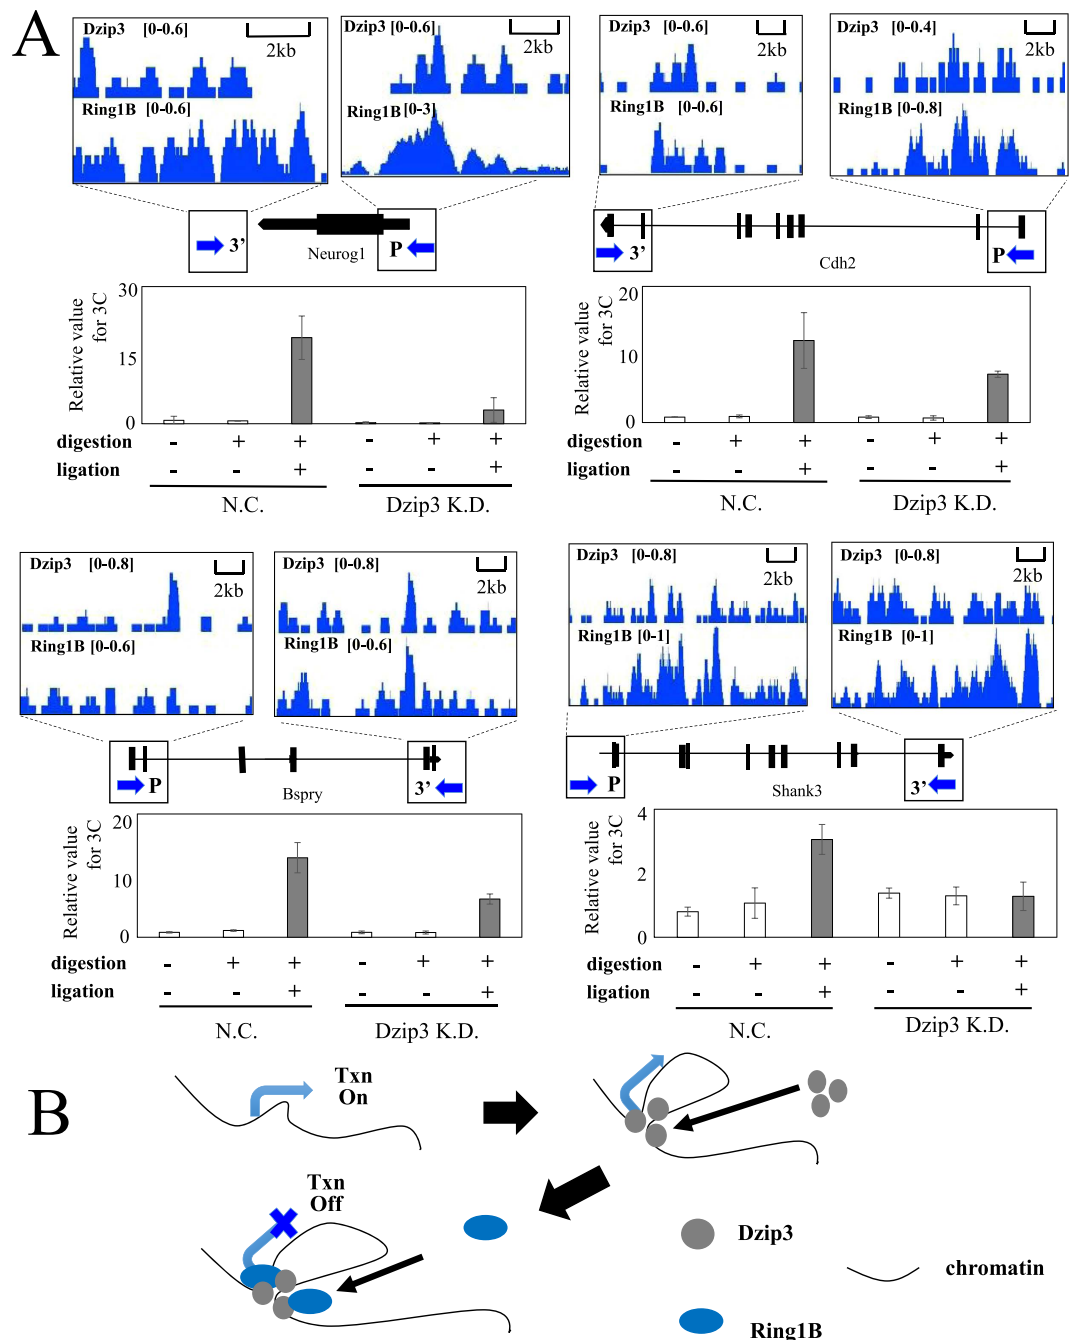 A
Dzip3 [0-0.6]
2kb
Ring1B [0-0.6]
Dzip3 [0-0.6]
2kb
Ring1B [0-3]
Dzip3 [0-0.6]
2kb
Ring1B [0-0.6]
Dzip3 [0-0.4]
2kb
Ring1B [0-0.8]
3’
Neurog1
P
3’
Cdh2
P
Relative value for 3C
30
15
0
digestion - + + - + +
ligation - - + - - +
N.C. Dzip3 K.D.
Relative value for 3C
20
10
0
digestion - + + - + +
ligation - - + - - +
N.C. Dzip3 K.D.
Dzip3 [0-0.8]
2kb
Ring1B [0-0.6]
Dzip3 [0-0.8]
2kb
Ring1B [0-0.6]
Dzip3 [0-0.8]
2kb
Ring1B [0-1]
Dzip3 [0-0.8]
2kb
Ring1B [0-1]
P
Bspry
3’
P
Shank3
3’
Relative value for 3C
20
10
0
digestion - + + - + +
ligation - - + - - +
N.C. Dzip3 K.D.
Relative value for 3C
4
2
0
digestion - + + - + +
ligation - - + - - +
N.C. Dzip3 K.D.
B
Txn
On
Txn
Off
Dzip3
chromatin
Ring1B